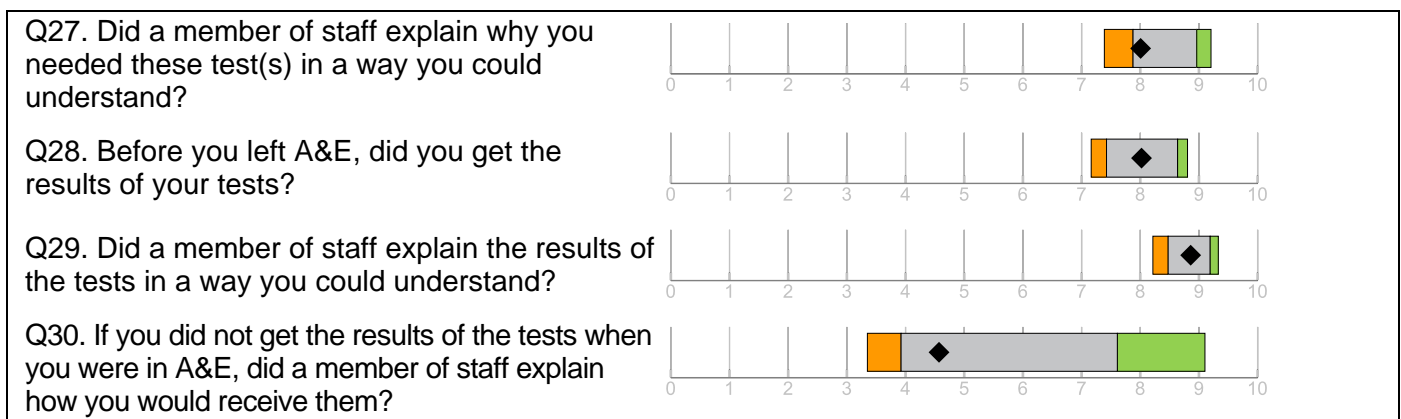 Q27. Did a member of staff explain why you
needed these test(s) in a way you could
understand?
0 1 2 3 4 5 6 7 8 9 10
Q28. Before you left A&E, did you get the
results of your tests?
0 1 2 3 4 5 6 7 8 9 10
Q29. Did a member of staff explain the results of
the tests in a way you could understand?
0 1 2 3 4 5 6 7 8 9 10
Q30. If you did not get the results of the tests when
you were in A&E, did a member of staff explain
how you would receive them?
0 1 2 3 4 5 6 7 8 9 10